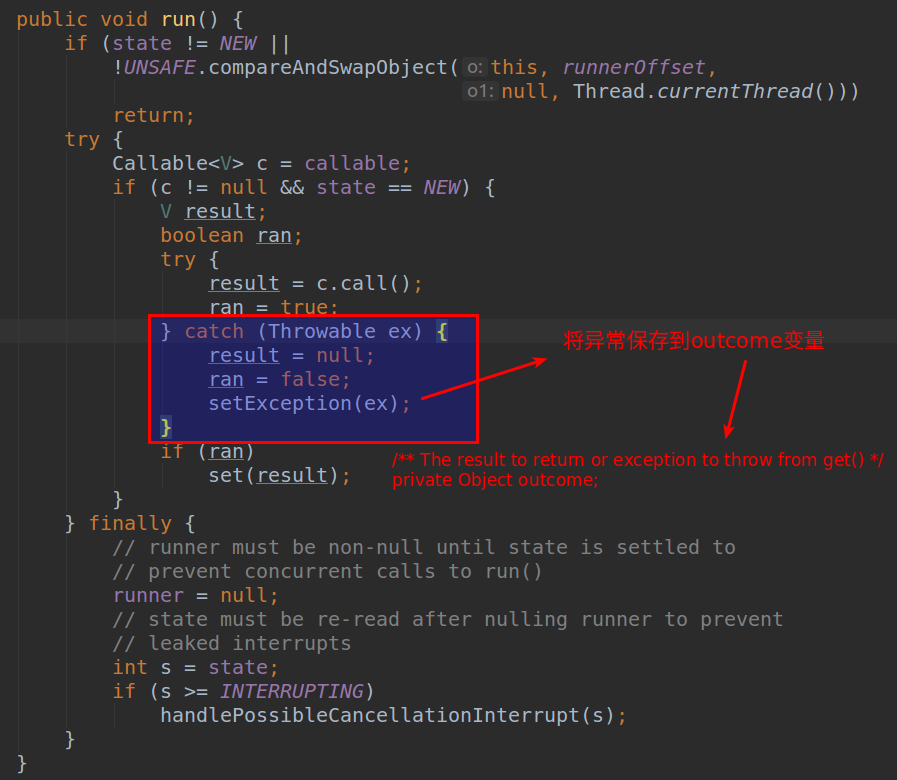 public void run() {
if (state != NEW ||
!UNSAFE.compareAndSwapObject( o: this, runnerOffset,
o1: null, Thread.currentThread()))
return;
try {
Callable<V> c = callable;
if (c != null && state == NEW) {
V result;
boolean ran;
try {
result = c.call();
ran = true;
} catch (Throwable ex) {
将异常保存到outcome变量
result = null;
ran = false;
setException(ex);
}
if (ran)
/** The result to return or exception to throw from get() */
set(result);
private Object outcome;
}
} finally {
// runner must be non-null until state is settled to
// prevent concurrent calls to run()
runner = null;
// state must be re-read after nulling runner to prevent
// leaked interrupts
int s = state;
if (s >= INTERRUPTING)
handlePossibleCancellationInterrupt(s);
}
}